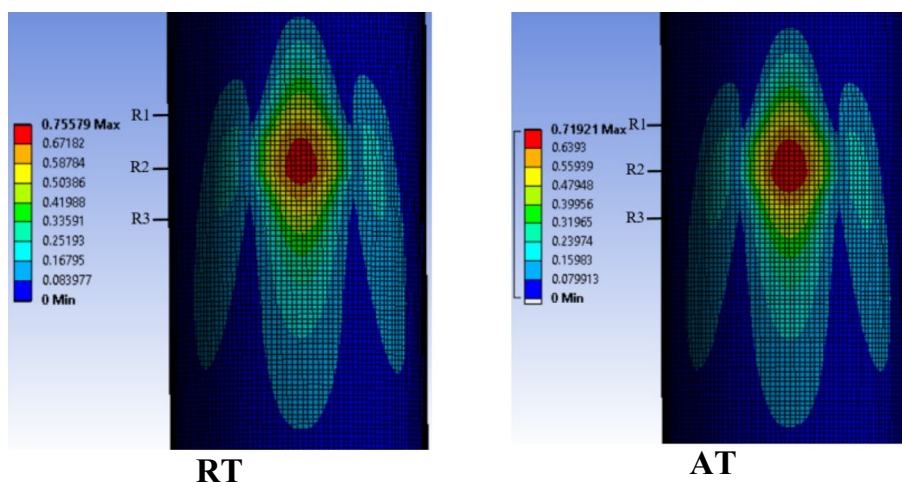 0.75579 Max
0.67182
0.58784
0.50386
0.41988
0.33591
0.25193
0.16795
0.083977
0 Min
R1
R2
R3
RT
0.71921 Max
0.6393
0.55939
0.47948
0.39956
0.31965
0.23974
0.15983
0.079913
0 Min
R1
R2
R3
AT